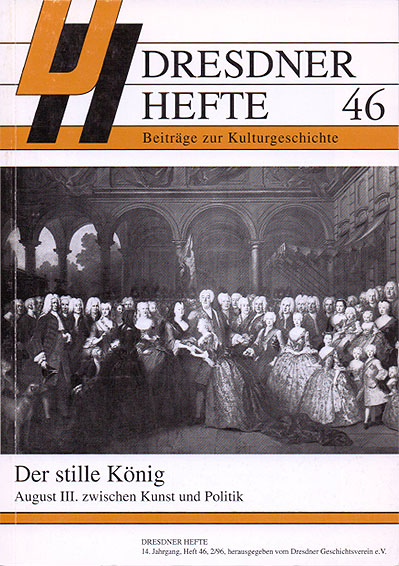 DRESDNER
HEFTE 46
Beiträge zur Kulturgeschichte
Der stille König
August III. zwischen Kunst und Politik
DRESDNER HEFTE
14. Jahrgang, Heft 46, 2/96, herausgegeben vom Dresdner Geschichtsverein e.V.